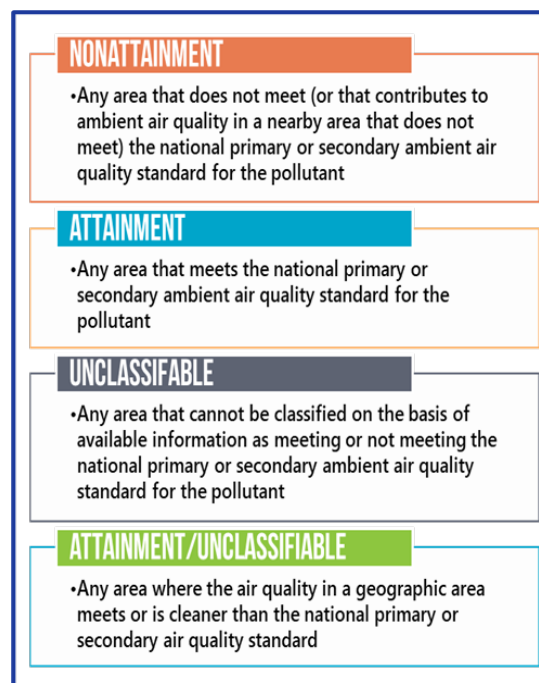 NONATTAINMENT
•Any area that does not meet (or that contributes to
ambient air quality in a nearby area that does not
meet) the national primary or secondary ambient air
quality standard for the pollutant
ATTAINMENT
•Any area that meets the national primary or
secondary ambient air quality standard for the
pollutant
UNCLASSIFABLE
•Any area that cannot be classified on the basis of
available information as meeting or not meeting the
national primary or secondary ambient air quality
standard for the pollutant
ATTAINMENT/UNCLASSIFIABLE
•Any area where the air quality in a geographic area
meets or is cleaner than the national primary or
secondary air quality standard